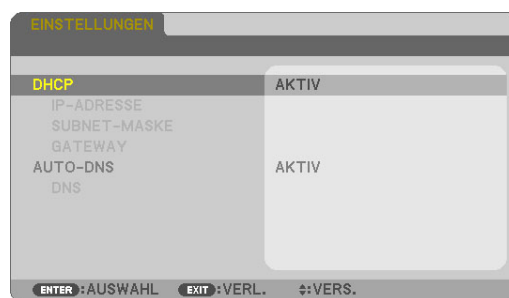 EINSTELLUNGEN
DHCP AKTIV
IP-ADRESSE
SUBNET-MASKE
GATEWAY
AUTO-DNS AKTIV
DNS
ENTER :AUSWAHL EXIT :VERL. ♦:VERS.